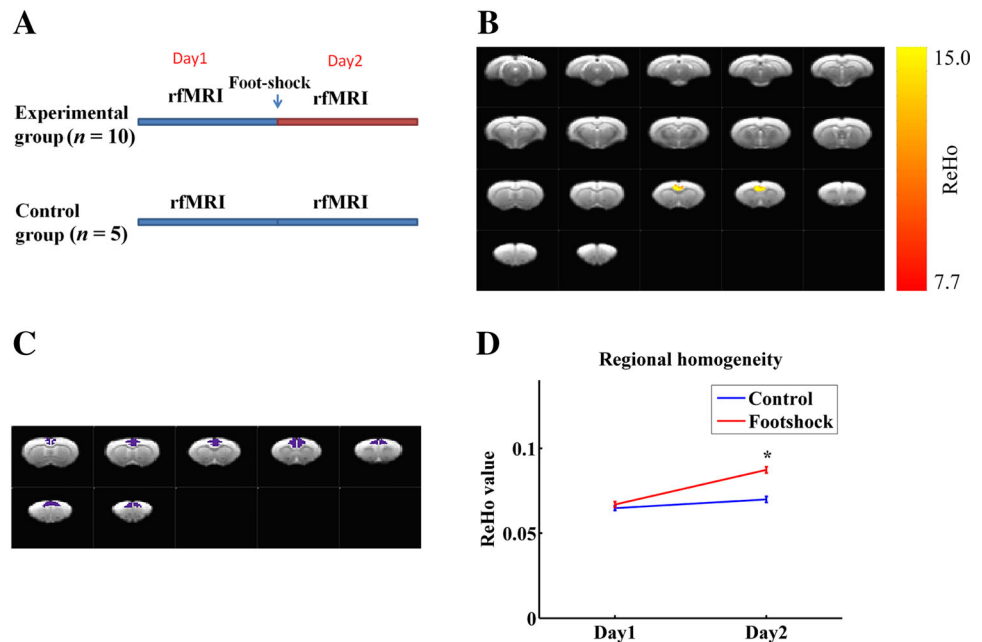 A
Day1
Day2
Foot-shock
rfMRI
rfMRI
Experimental
group (n = 10)
rfMRI
rfMRI
Control
group (n = 5)
B
15.0
ReHo
7.7
C
D
Regional homogeneity
Control
Footshock
*
0.1
0.05
0
ReHo value
Day1
Day2